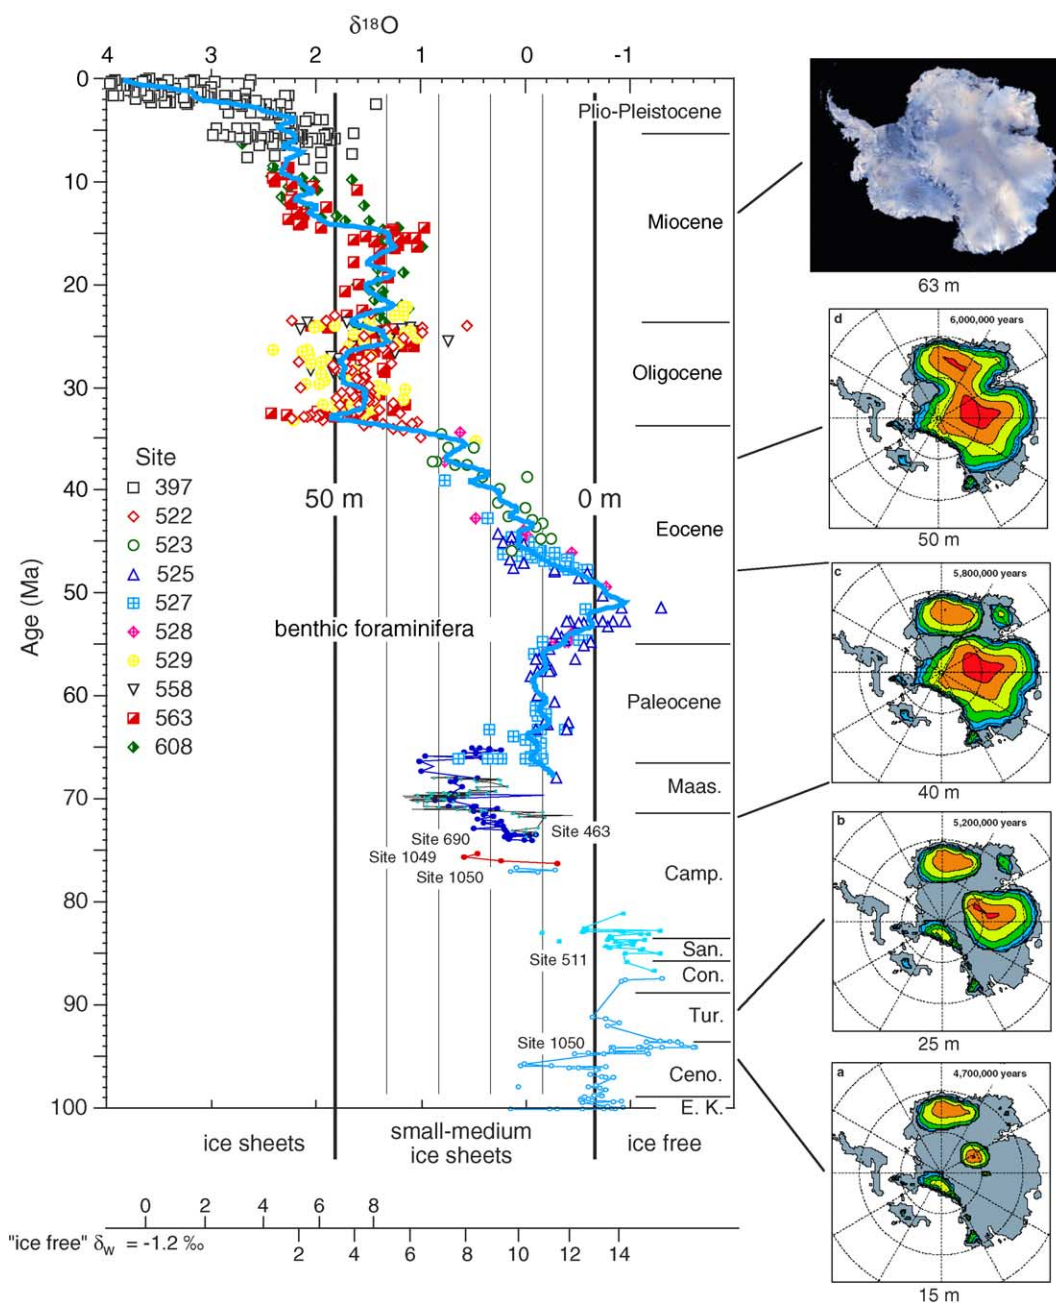 δ18O
4 3 2 1 0 -1
0
10
20
30
40
50
60
70
80
90
100
Age (Ma)
Plio-Pleistocene
Miocene
Oligocene
Eocene
Paleocene
Maas.
Camp.
San.
Con.
Tur.
Ceno.
E. K.
50 m
0 m
benthic foraminifera
Site
397
522
523
525
527
528
529
558
563
608
Site 690
Site 463
Site 1049
Site 1050
Site 511
Site 1050
ice sheets
small-medium
ice sheets
ice free
0 2 4 6 8
"ice free" δw = -1.2 ‰
2 4 6 8 10 12 14
63 m
d
6,000,000 years
50 m
c
5,800,000 years
40 m
b
5,200,000 years
25 m
a
4,700,000 years
15 m